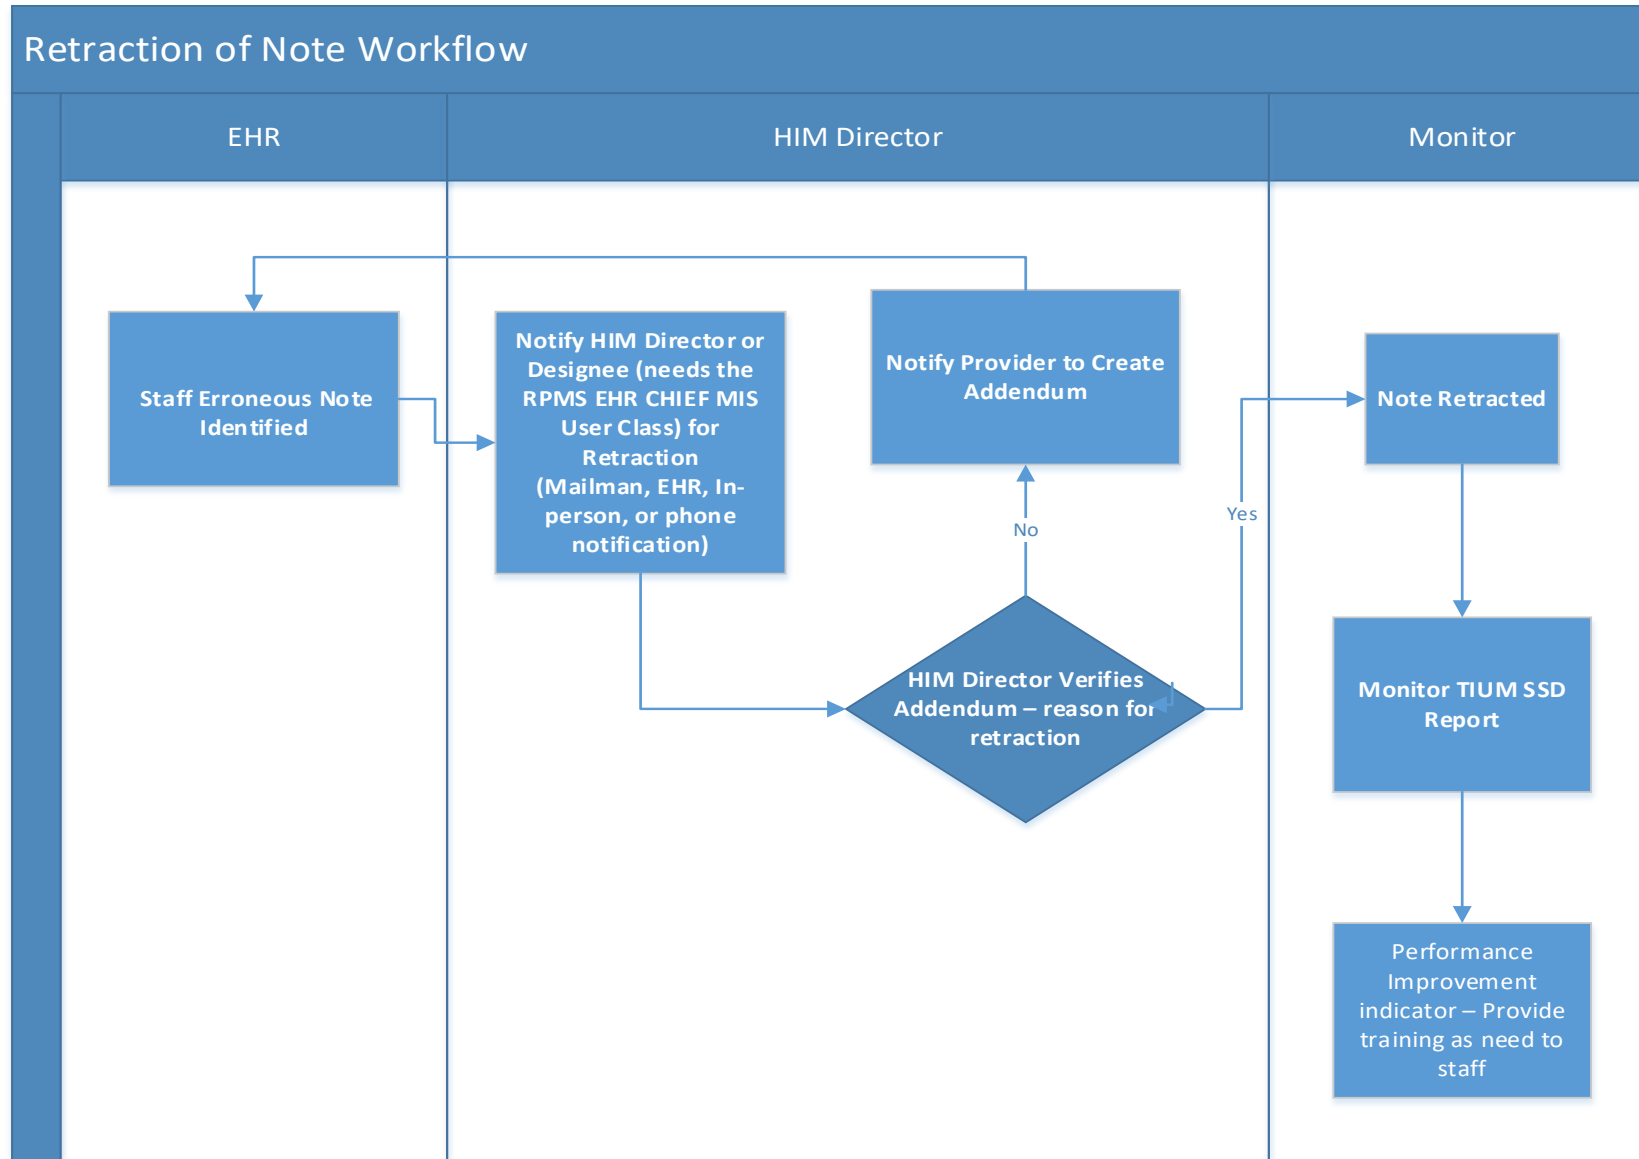 Retraction of Note Workflow
EHR
HIM Director
Monitor
Staff Erroneous Note
Identified
Notify HIM Director or
Designee (needs the
RPMS EHR CHIEF MIS
User Class) for
Retraction
(Mailman, EHR, In-
person, or phone
notification)
Notify Provider to Create
Addendum
No
Yes
HIM Director Verifies
Addendum – reason for
retraction
Note Retracted
Monitor TIUM SSD
Report
Performance
Improvement
indicator – Provide
training as need to
staff